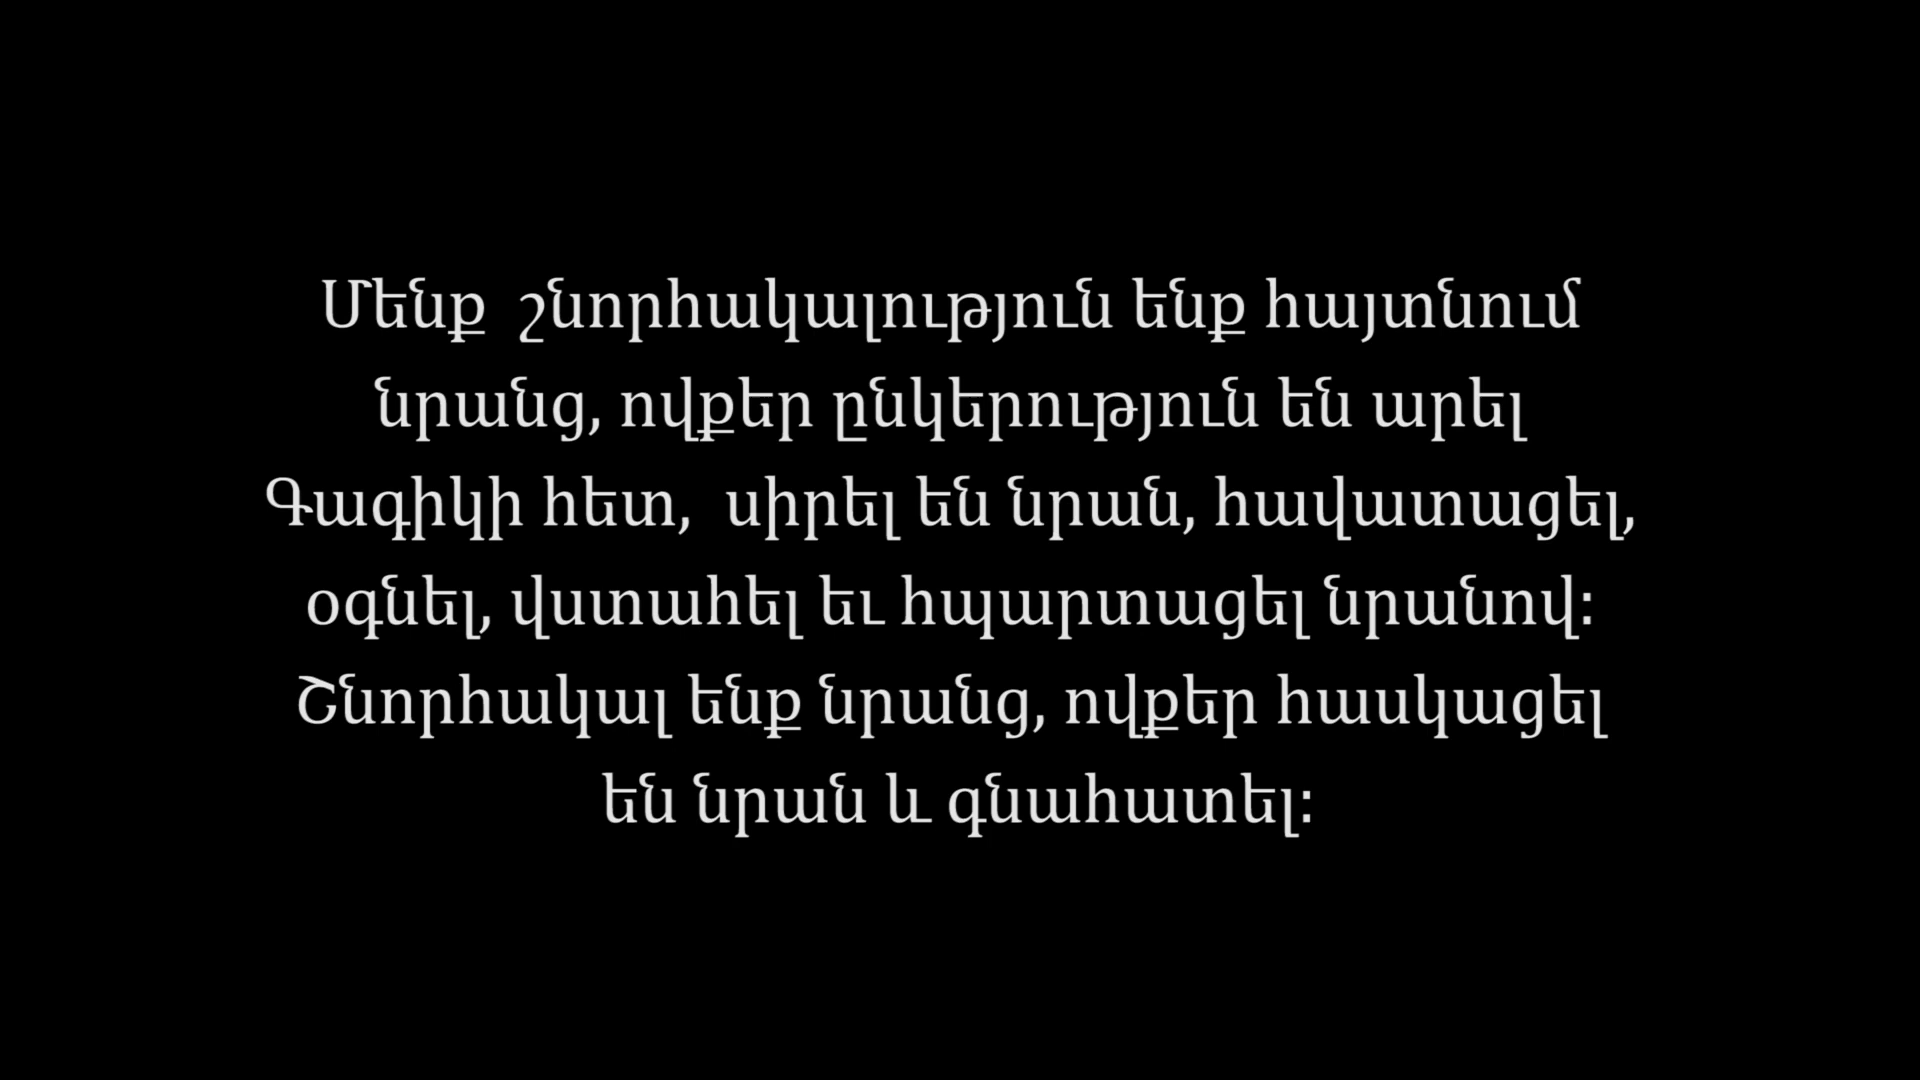 Մենք  շնորհակալություն ենք հայտնում
նրանց, ովքեր ընկերություն են արել
Գագիկի հետ,  սիրել են նրան, հավատացել,
օգնել, վստահել եւ հպարտացել նրանով:
Շնորհակալ ենք նրանց, ովքեր հասկացել
են նրան և գնահատել: